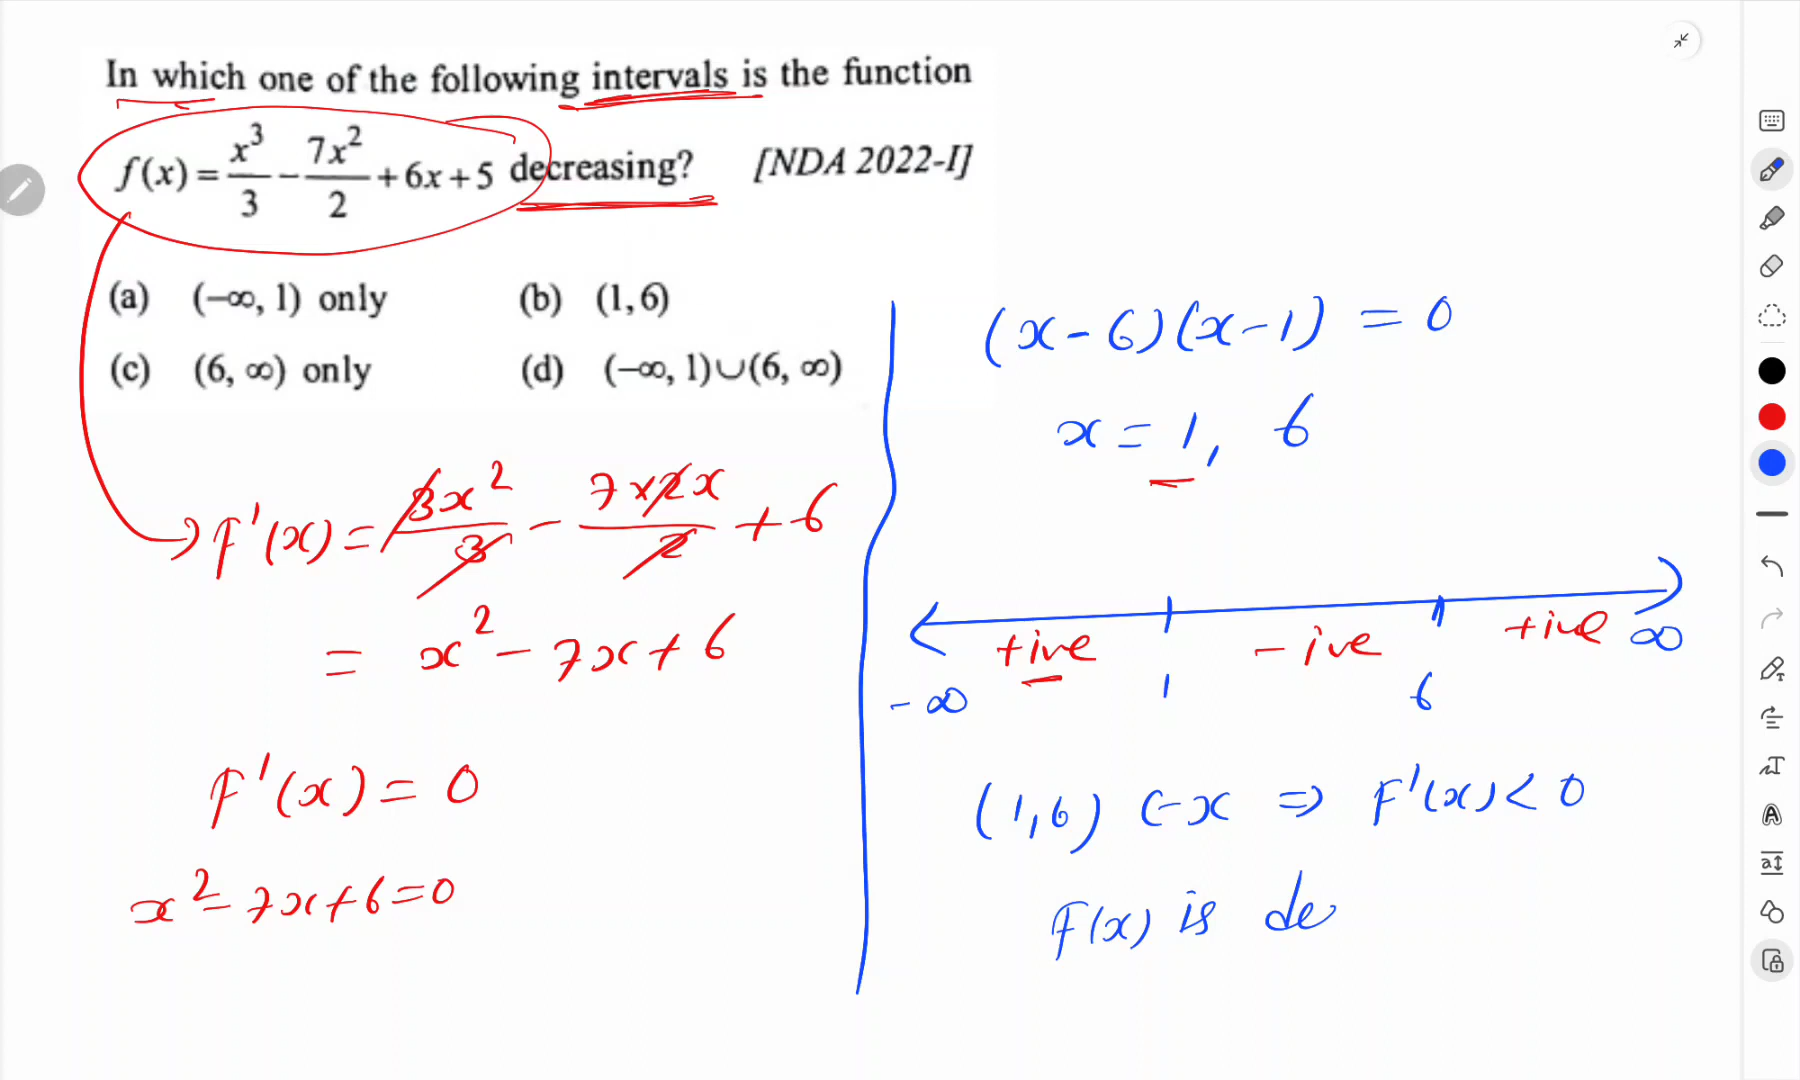 In which one of the following intervals is the function
f(x) = x³/3 − 7x²/2 + 6x + 5 decreasing? [NDA 2022-I]
(a) (−∞, 1) only (b) (1, 6)
(c) (6, ∞) only (d) (−∞, 1)∪(6, ∞)
F'(x) = 3x²/3 − 7×2x/2 + 6
= x² − 7x + 6
F'(x) = 0
x² − 7x + 6 = 0
(x − 6)(x − 1) = 0
x = 1, 6
+ive − ive +ive ∞
− ∞ 1 6
(1, 6) ← x ⇒ F'(x) < 0
F(x) is de